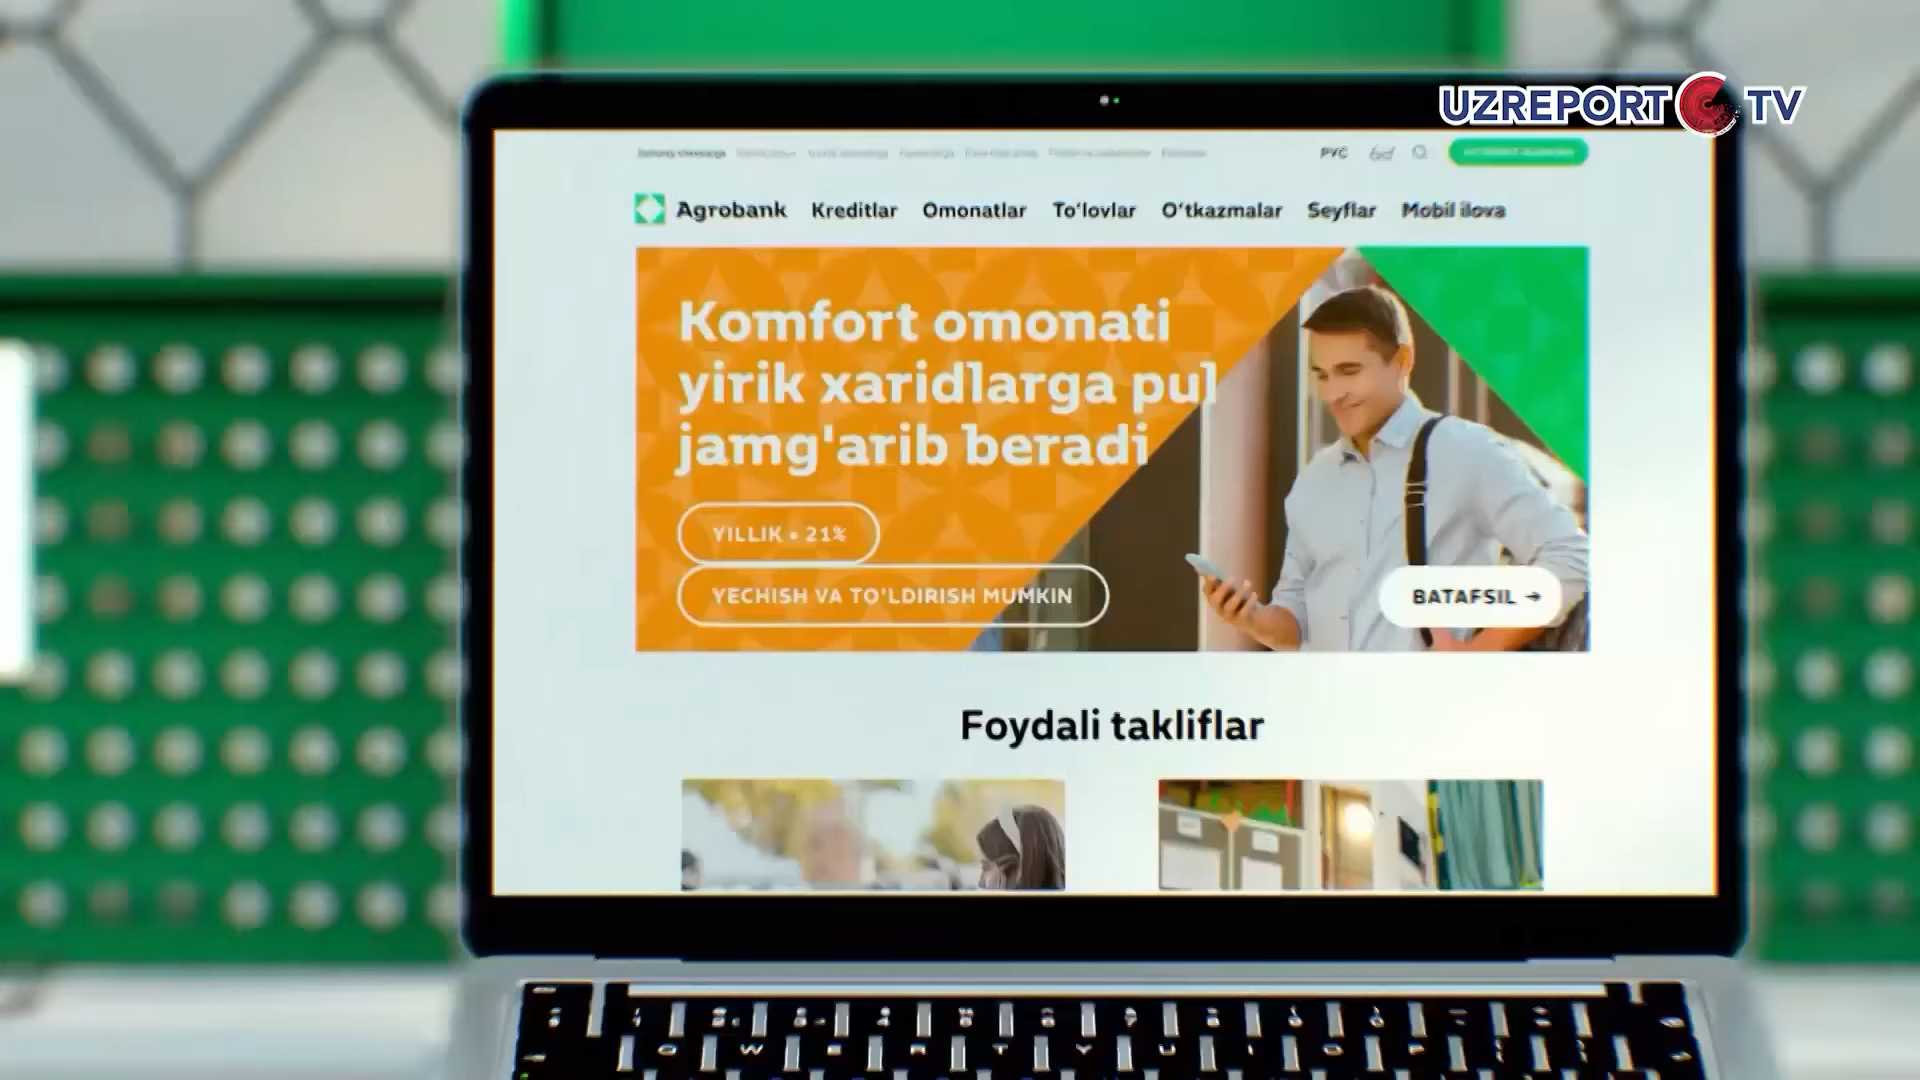 UZREPORT TV
РУС
Agrobank Kreditlar Omonatlar To‘lovlar O‘tkazmalar Seyflar Mobil ilova
Komfort omonati
yirik xaridlarga pul
jamg'arib beradi
YILLIK • 21%
YECHISH VA TO'LDIRISH MUMKIN
BATAFSIL →
Foydali takliflar